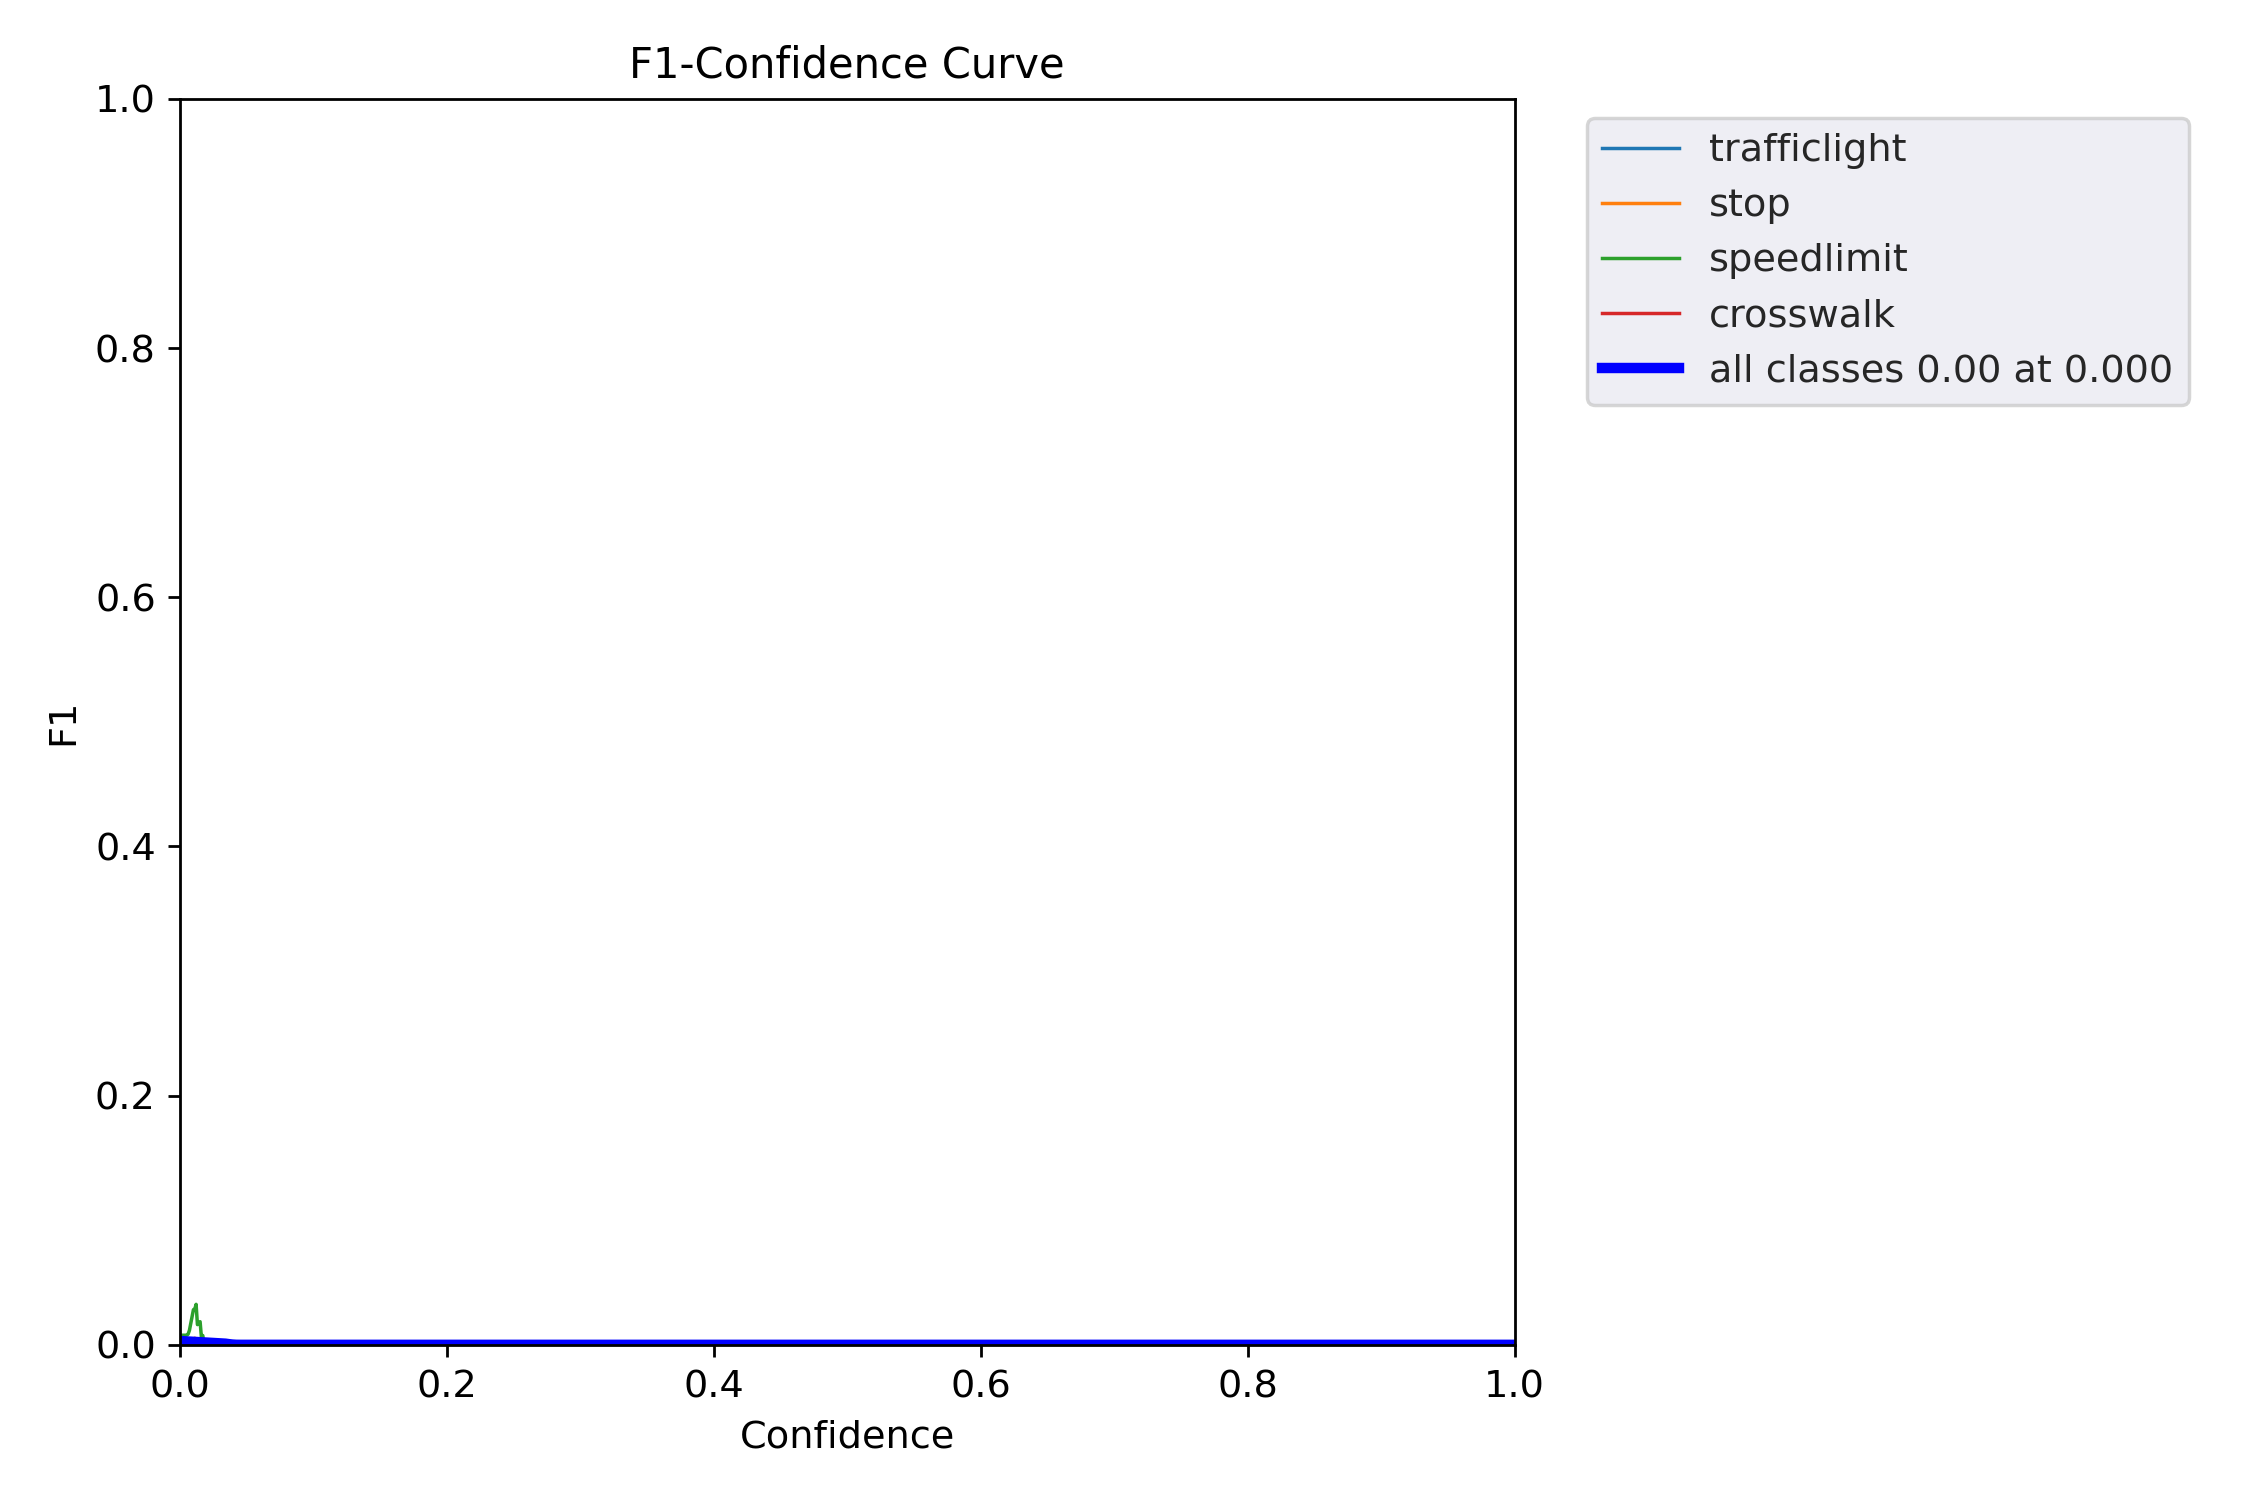 F1-Confidence Curve
1.0
0.8
0.6
0.4
0.2
0.0
F1
0.0 0.2 0.4 0.6 0.8 1.0
Confidence
trafficlight
stop
speedlimit
crosswalk
all classes 0.00 at 0.000